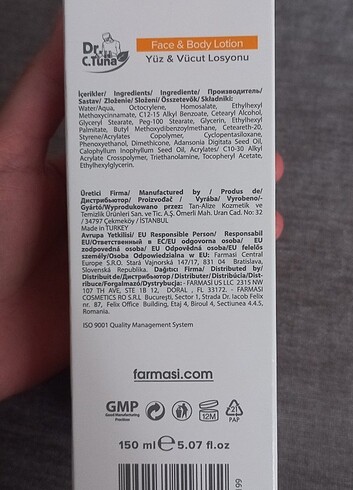 Dr.
C.Tuna
Face & Body Lotion
Yüz & Vücut Losyonu
İçerikler/ Ingredients/ Ingrediente/ Производитель/
Sastav/ Zloženie/ Složení/ Összetevők/ Składniki:
Water/Aqua, Octocrylene, Homosalate, Ethylhexyl
Methoxycinnamate, C12-15 Alkyl Benzoate, Cetearyl Alcohol,
Glyceryl Stearate, Peg-100 Stearate, Glycerin, Ethylhexyl
Palmitate, Butyl Methoxydibenzoylmethane, Ceteareth-20,
Styrene/Acrylates Copolymer, Cyclopentasiloxane,
Phenoxyethanol, Dimethicone, Adansonia Digitata Seed Oil,
Calophyllum Inophyllum Seed Oil, Acrylates/ C10-30 Alkyl
Acrylate Crosspolymer, Triethanolamine, Tocopheryl Acetate,
Ethylhexylglycerin.
Üretici Firma/ Manufactured by / Produs de/
Дистрибьютор/ Proizvođač / Vyrába/ Vyrobeno/
Gyártó/Wyprodukowano przez: Tan-Alize Kozmetik ve
Temizlik Ürünleri San. ve Tic. A.Ş. Ömerli Mah. Uran Cad. No: 32
/ 34797 Çekmeköy / İSTANBUL
Made in TURKEY
Avrupa Yetkilisi/ EU Responsible Person/ Responsabil
EU/Ответственный в ЕС/EU odgovorna osoba/ EU
zodpovedná osoba/ EU Odpovědná osoba/EU felelős
személy/Osoba Odpowiedzialna w EU: Farmasi Central
Europe S.R.O. Stará Vajnorská 147/17, 831 04 Bratislava,
Slovenská Republika. Dağıtıcı Firma/ Distributed by/
Distribuit de/Дистрибьютор / Distributer/Distribúcia/Dist-
ribuce/Forgalmazó/Dystrybucja: - FARMASI US LLC 2315 NW
107 TH AVE, STE 1B 12, DORAL , FL 33172. - FARMASI
COSMETICS RO S.R.L București, Sector 1, Strada Dr. Iacob Felix
nr. 87, Felix Office Building, Etaj 4, Biroul 4, Sectiunea 4.4.5,
Romania.
ISO 9001 Quality Management System
farmasi.com
GMP
Good Manufacturing
Practice
12M
21
PAP
150 ml e 5.07 fl.oz